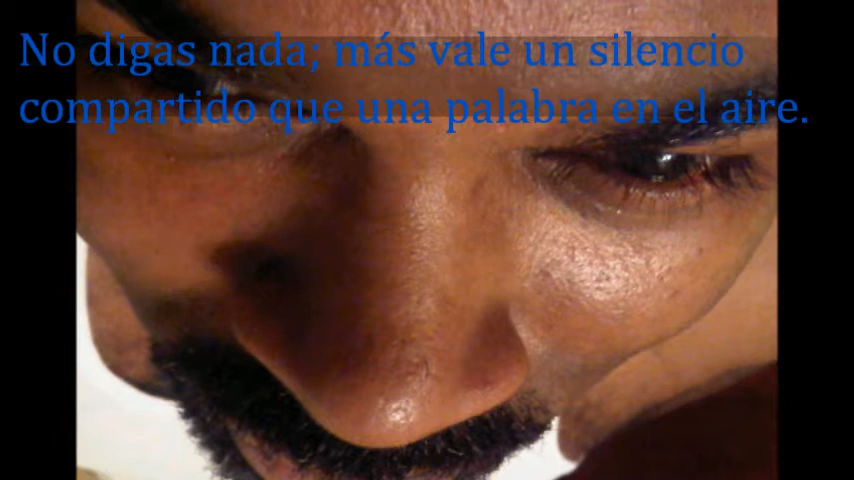 No digas nada; más vale un silencio
compartido que una palabra en el aire.